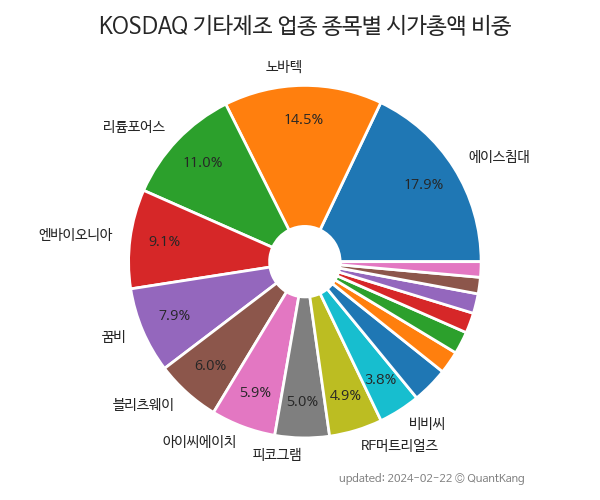 KOSDAQ 기타제조 업종 종목별 시가총액 비중
노바텍
14.5%
리튬포어스
11.0%
에이스침대
17.9%
엔바이오니아
9.1%
꿈비
7.9%
블리츠웨이
6.0%
아이씨에이치
5.9%
피코그램
5.0%
RF머트리얼즈
4.9%
비비씨
3.8%
updated: 2024-02-22 © QuantKang